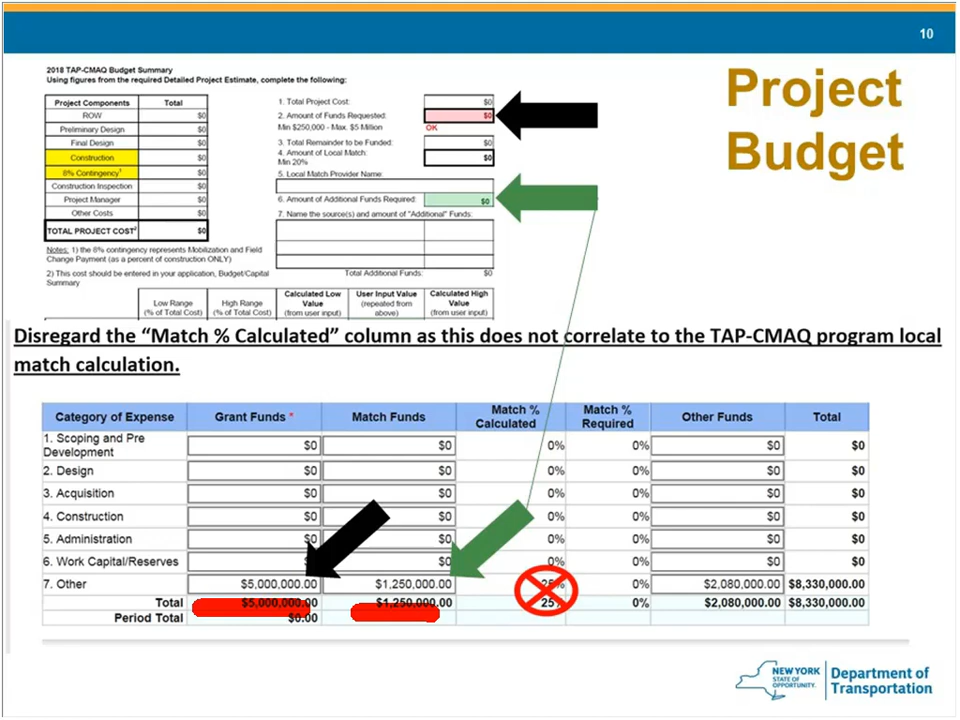 10
Project
Budget
2018 TAP-CMAQ Budget Summary
Using figures from the required Detailed Project Estimate, complete the following:
Project Components Total
ROW $0
Preliminary Design $0
Final Design $0
Construction $0
8% Contingency1 $0
Construction Inspection $0
Project Manager $0
Other Costs $0
TOTAL PROJECT COST2 $0
Notes: 1) the 8% contingency represents Mobilization and Field
Change Payment (as a percent of construction ONLY)
2) This cost should be entered in your application, Budget/Capital
Summary
1. Total Project Cost: $0
2. Amount of Funds Requested: $0
Min $250,000 - Max. $5 Million OK
3. Total Remainder to be Funded: $0
4. Amount of Local Match: $0
Min 20%
5. Local Match Provider Name:
6. Amount of Additional Funds Required: $0
7. Name the source(s) and amount of "Additional" Funds:
Total Additional Funds: $0
Low Range
(% of Total Cost)
High Range
(% of Total Cost)
Calculated Low
Value
(from user input)
User Input Value
(repeated from
above)
Calculated High
Value
(from user input)
Disregard the “Match % Calculated” column as this does not correlate to the TAP-CMAQ program local
match calculation.
Category of Expense Grant Funds * Match Funds Match % Calculated Match % Required Other Funds Total
1. Scoping and Pre
Development $0 $0 0% 0% $0 $0
2. Design $0 $0 0% 0% $0 $0
3. Acquisition $0 $0 0% 0% $0 $0
4. Construction $0 $0 0% 0% $0 $0
5. Administration $0 $0 0% 0% $0 $0
6. Work Capital/Reserves $0 0% 0% $0 $0
7. Other $5,000,000.00 $1,250,000.00 25% 0% $2,080,000.00 $8,330,000.00
Total $5,000,000.00 $1,250,000.00 25% 0% $2,080,000.00 $8,330,000.00
Period Total $0.00
NEW YORK
STATE OF
OPPORTUNITY.
Department of
Transportation